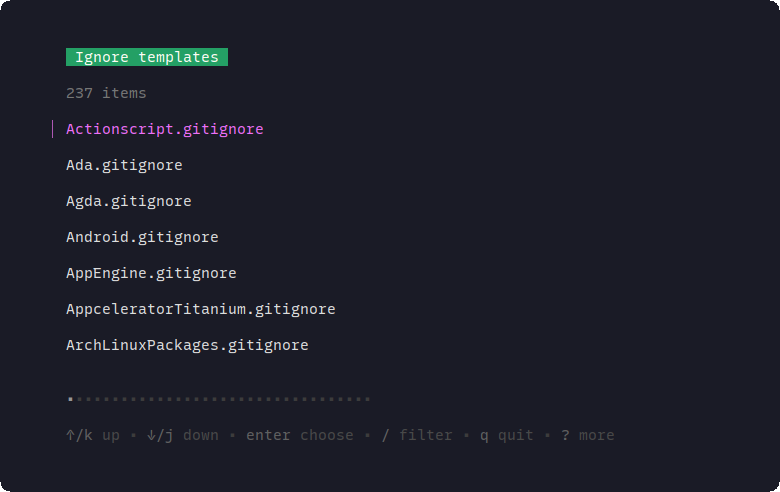 Ignore templates
237 items
Actionscript.gitignore
Ada.gitignore
Agda.gitignore
Android.gitignore
AppEngine.gitignore
AppceleratorTitanium.gitignore
ArchLinuxPackages.gitignore
↑/k up • ↓/j down • enter choose • / filter • q quit • ? more